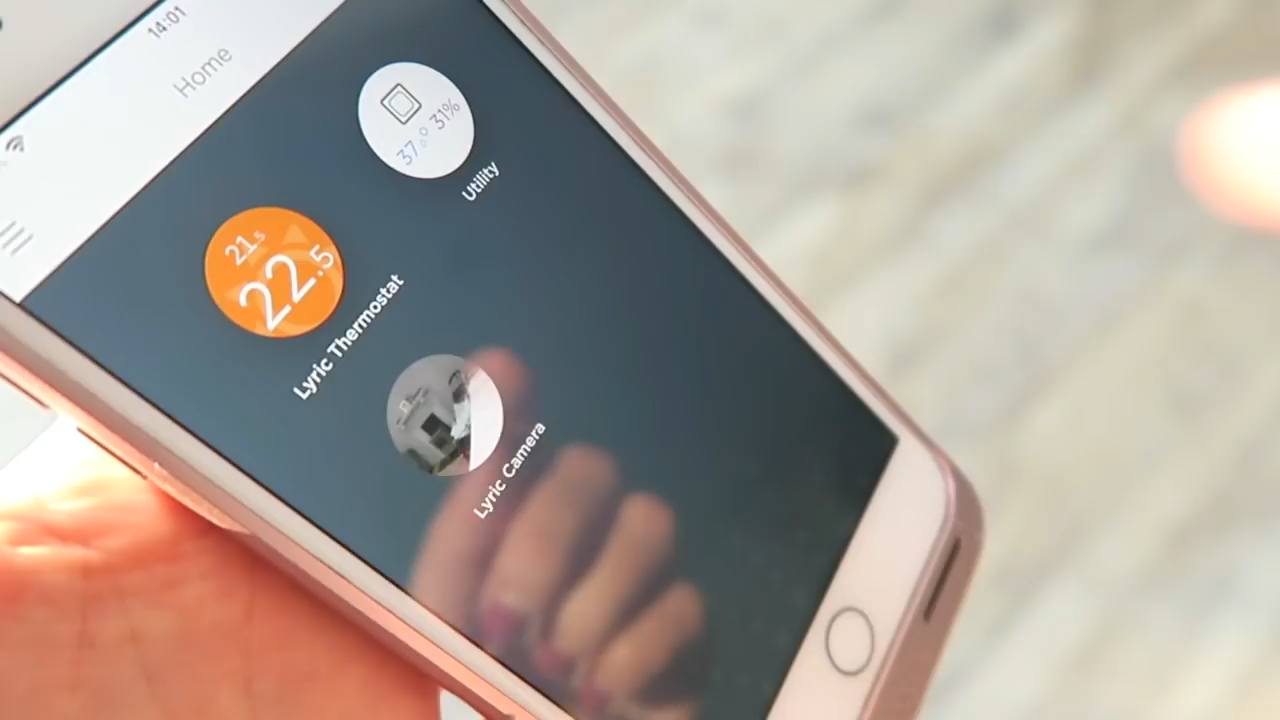 14:01
Home
37° 31%
Utility
21.5
22.5
Lyric Thermostat
Lyric Camera